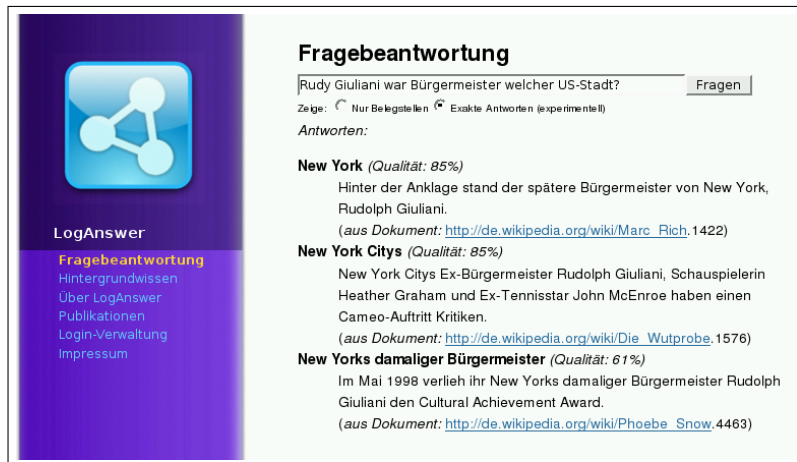 Fragebeantwortung
Rudy Giuliani war Bürgermeister welcher US-Stadt? Fragen
Zeige: Nur Belegstellen Exakte Antworten (experimentell)
Antworten:
New York (Qualität: 85%)
Hinter der Anklage stand der spätere Bürgermeister von New York,
Rudolph Giuliani.
(aus Dokument: http://de.wikipedia.org/wiki/Marc_Rich.1422)
New York Citys (Qualität: 85%)
New York Citys Ex-Bürgermeister Rudolph Giuliani, Schauspielerin
Heather Graham und Ex-Tennisstar John McEnroe haben einen
Cameo-Auftritt Kritiken.
(aus Dokument: http://de.wikipedia.org/wiki/Die_Wutprobe.1576)
New Yorks damaliger Bürgermeister (Qualität: 61%)
Im Mai 1998 verlieh ihr New Yorks damaliger Bürgermeister Rudolph
Giuliani den Cultural Achievement Award.
(aus Dokument: http://de.wikipedia.org/wiki/Phoebe_Snow.4463)
LogAnswer
Fragebeantwortung
Hintergrundwissen
Über LogAnswer
Publikationen
Login-Verwaltung
Impressum